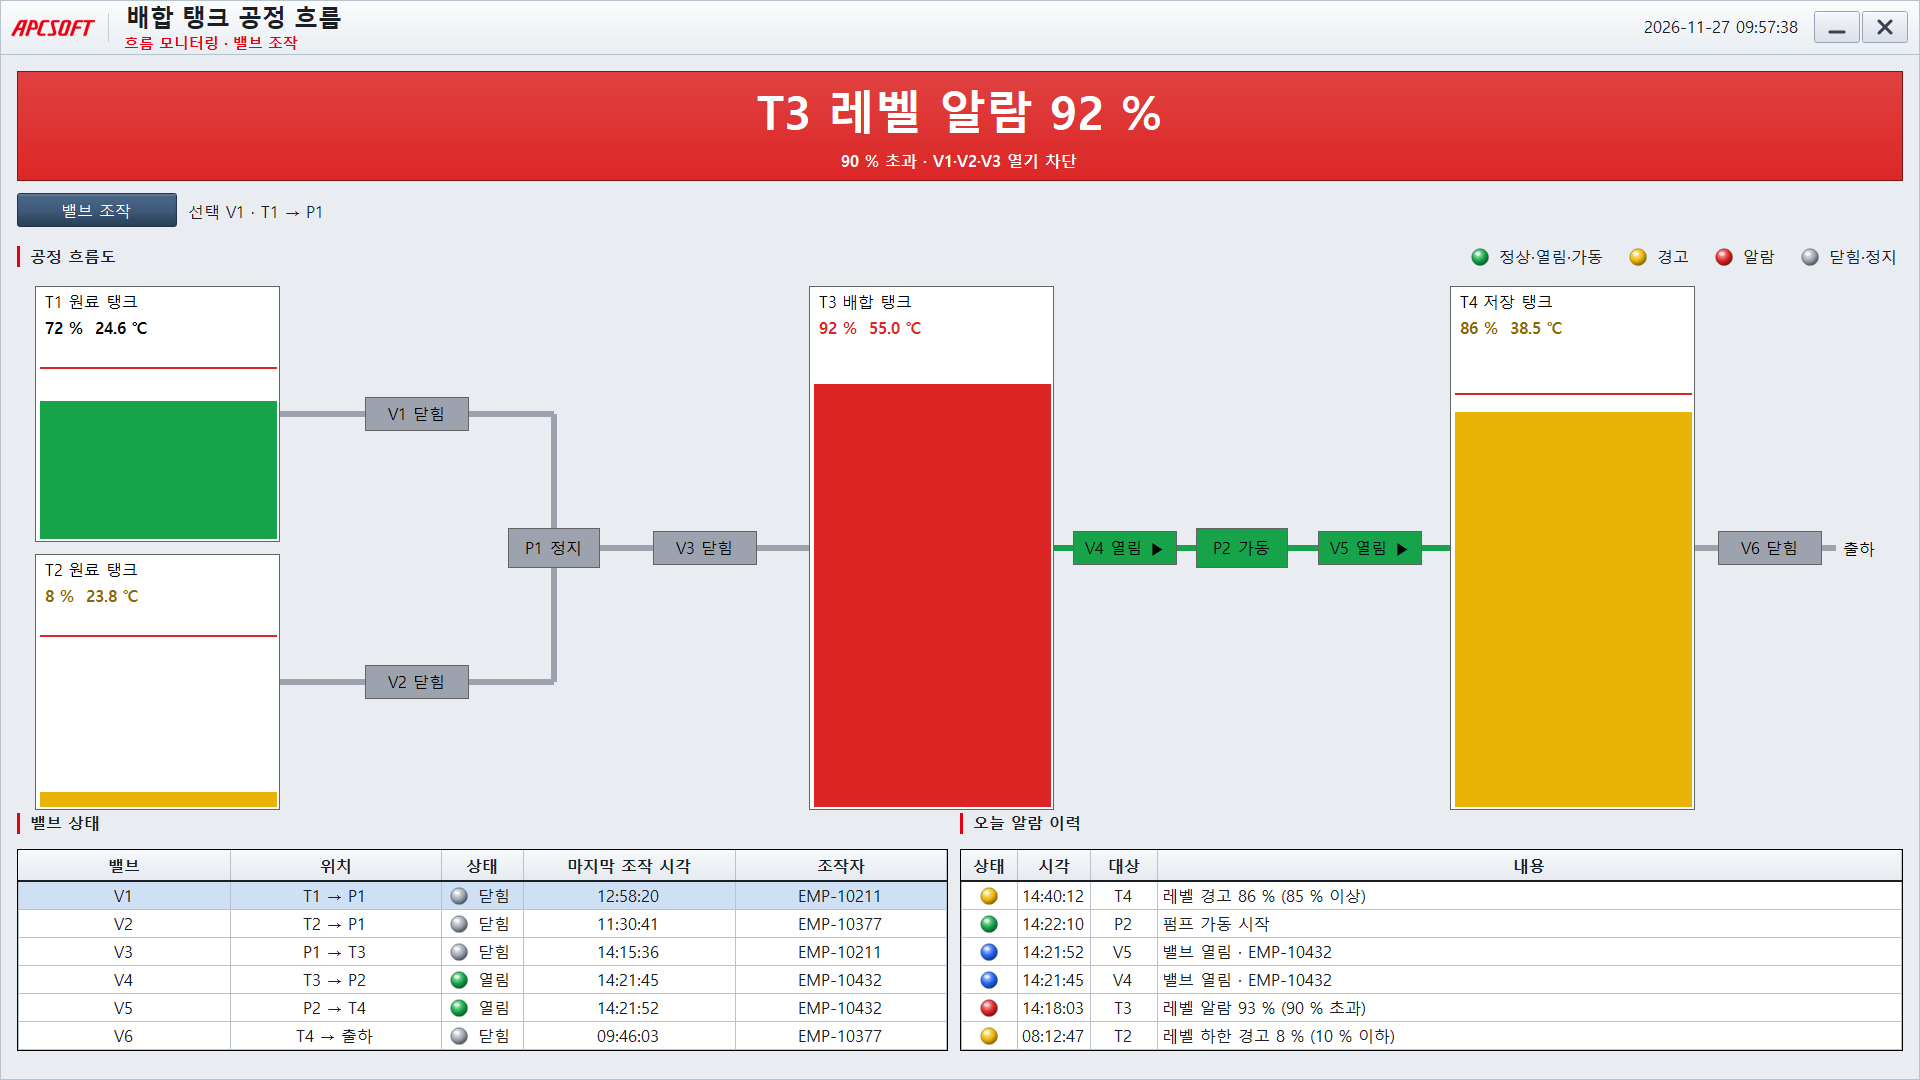 APCSOFT
배합 탱크 공정 흐름
흐름 모니터링 · 밸브 조작
2026-11-27 09:57:38
T3 레벨 알람 92 %
90 % 초과 · V1·V2·V3 열기 차단
밸브 조작
선택 V1 · T1 → P1
공정 흐름도
정상·열림·가동 경고 알람 닫힘·정지
T1 원료 탱크
72 % 24.6 ℃
T3 배합 탱크
92 % 55.0 ℃
T4 저장 탱크
86 % 38.5 ℃
V1 닫힘
P1 정지
V3 닫힘
V4 열림 ▶
P2 가동
V5 열림 ▶
V6 닫힘
출하
T2 원료 탱크
8 % 23.8 ℃
V2 닫힘
밸브 상태
밸브 위치 상태 마지막 조작 시각 조작자
V1 T1 → P1 닫힘 12:58:20 EMP-10211
V2 T2 → P1 닫힘 11:30:41 EMP-10377
V3 P1 → T3 닫힘 14:15:36 EMP-10211
V4 T3 → P2 열림 14:21:45 EMP-10432
V5 P2 → T4 열림 14:21:52 EMP-10432
V6 T4 → 출하 닫힘 09:46:03 EMP-10377
오늘 알람 이력
상태 시각 대상 내용
14:40:12 T4 레벨 경고 86 % (85 % 이상)
14:22:10 P2 펌프 가동 시작
14:21:52 V5 밸브 열림 · EMP-10432
14:21:45 V4 밸브 열림 · EMP-10432
14:18:03 T3 레벨 알람 93 % (90 % 초과)
08:12:47 T2 레벨 하한 경고 8 % (10 % 이하)